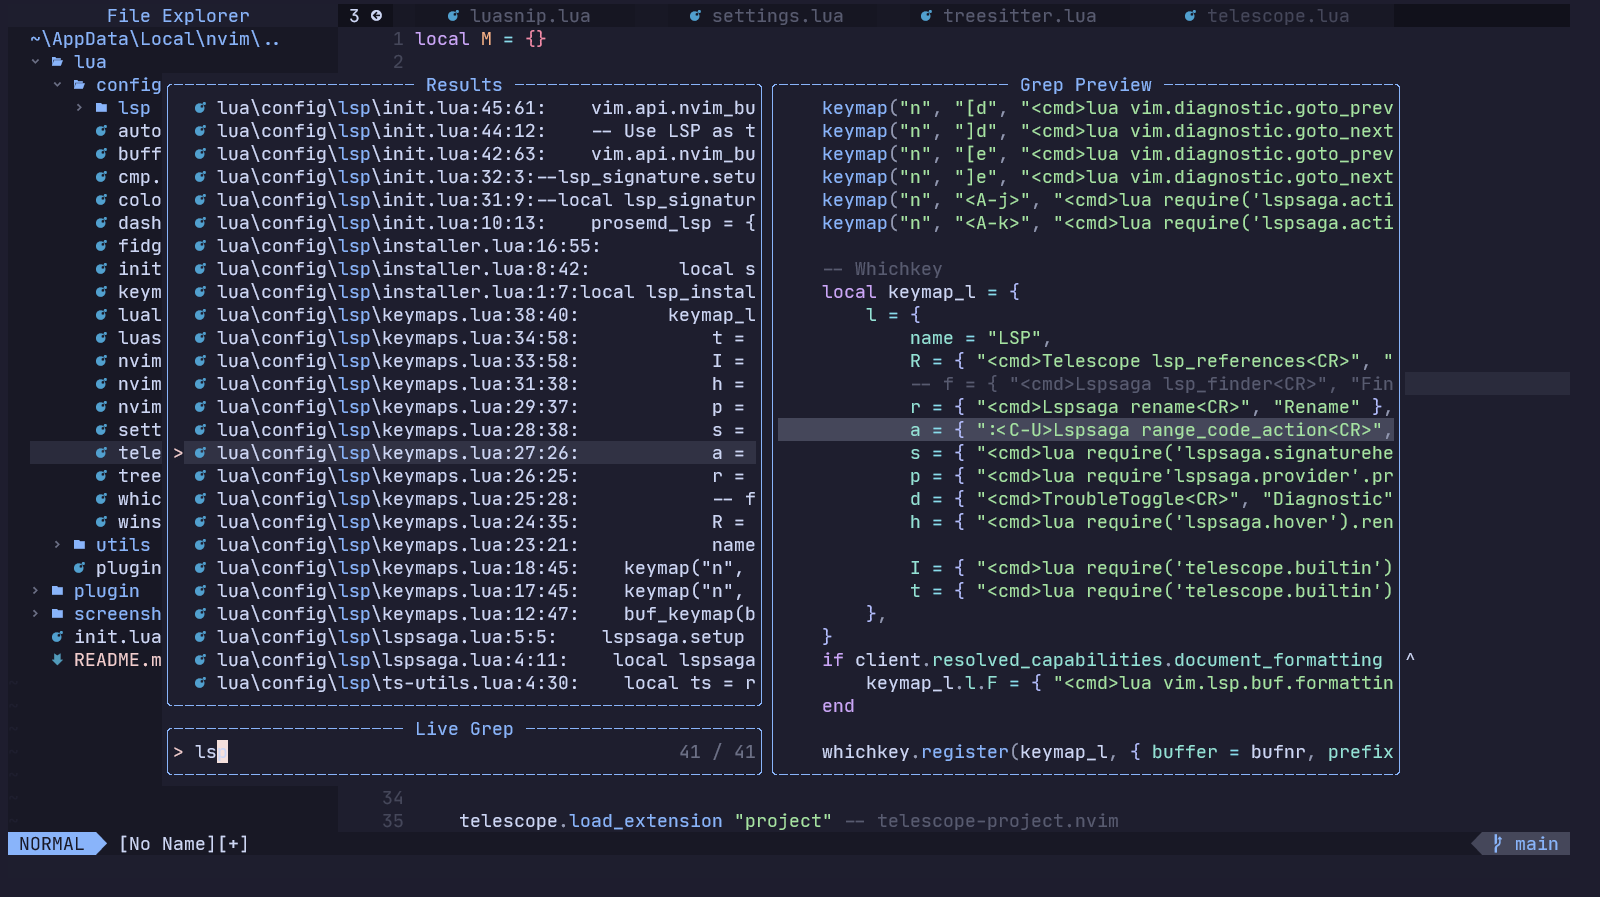 File Explorer
3 luasnip.lua settings.lua treesitter.lua telescope.lua
~\AppData\Local\nvim\..
lua
config
lsp
auto
buff
cmp.
colo
dash
fidg
init
keym
lual
luas
nvim
nvim
nvim
sett
tele
tree
whic
wins
utils
plugin
plugin
screensh
init.lua
README.m
1 local M = {}
2
Results
lua\config\lsp\init.lua:45:61: vim.api.nvim_bu
lua\config\lsp\init.lua:44:12: -- Use LSP as t
lua\config\lsp\init.lua:42:63: vim.api.nvim_bu
lua\config\lsp\init.lua:32:3:--lsp_signature.setu
lua\config\lsp\init.lua:31:9:--local lsp_signatur
lua\config\lsp\init.lua:10:13: prosemd_lsp = {
lua\config\lsp\installer.lua:16:55:
lua\config\lsp\installer.lua:8:42: local s
lua\config\lsp\installer.lua:1:7:local lsp_instal
lua\config\lsp\keymaps.lua:38:40: keymap_l
lua\config\lsp\keymaps.lua:34:58: t =
lua\config\lsp\keymaps.lua:33:58: I =
lua\config\lsp\keymaps.lua:31:38: h =
lua\config\lsp\keymaps.lua:29:37: p =
lua\config\lsp\keymaps.lua:28:38: s =
> lua\config\lsp\keymaps.lua:27:26: a =
lua\config\lsp\keymaps.lua:26:25: r =
lua\config\lsp\keymaps.lua:25:28: -- f
lua\config\lsp\keymaps.lua:24:35: R =
lua\config\lsp\keymaps.lua:23:21: name
lua\config\lsp\keymaps.lua:18:45: keymap("n",
lua\config\lsp\keymaps.lua:17:45: keymap("n",
lua\config\lsp\keymaps.lua:12:47: buf_keymap(b
lua\config\lsp\lspsaga.lua:5:5: lspsaga.setup
lua\config\lsp\lspsaga.lua:4:11: local lspsaga
lua\config\lsp\ts-utils.lua:4:30: local ts = r
Live Grep
> ls 41 / 41
Grep Preview
keymap("n", "[d", "<cmd>lua vim.diagnostic.goto_prev
keymap("n", "]d", "<cmd>lua vim.diagnostic.goto_next
keymap("n", "[e", "<cmd>lua vim.diagnostic.goto_prev
keymap("n", "]e", "<cmd>lua vim.diagnostic.goto_next
keymap("n", "<A-j>", "<cmd>lua require('lspsaga.acti
keymap("n", "<A-k>", "<cmd>lua require('lspsaga.acti
-- Whichkey
local keymap_l = {
l = {
name = "LSP",
R = { "<cmd>Telescope lsp_references<CR>", "
-- f = { "<cmd>Lspsaga lsp_finder<CR>", "Fin
r = { "<cmd>Lspsaga rename<CR>", "Rename" },
a = { ":<C-U>Lspsaga range_code_action<CR>",
s = { "<cmd>lua require('lspsaga.signaturehe
p = { "<cmd>lua require'lspsaga.provider'.pr
d = { "<cmd>TroubleToggle<CR>", "Diagnostic"
h = { "<cmd>lua require('lspsaga.hover').ren
I = { "<cmd>lua require('telescope.builtin')
t = { "<cmd>lua require('telescope.builtin')
},
}
if client.resolved_capabilities.document_formatting ^
keymap_l.l.F = { "<cmd>lua vim.lsp.buf.formattin
end
whichkey.register(keymap_l, { buffer = bufnr, prefix
34
35 telescope.load_extension "project" -- telescope-project.nvim
NORMAL [No Name][+] main